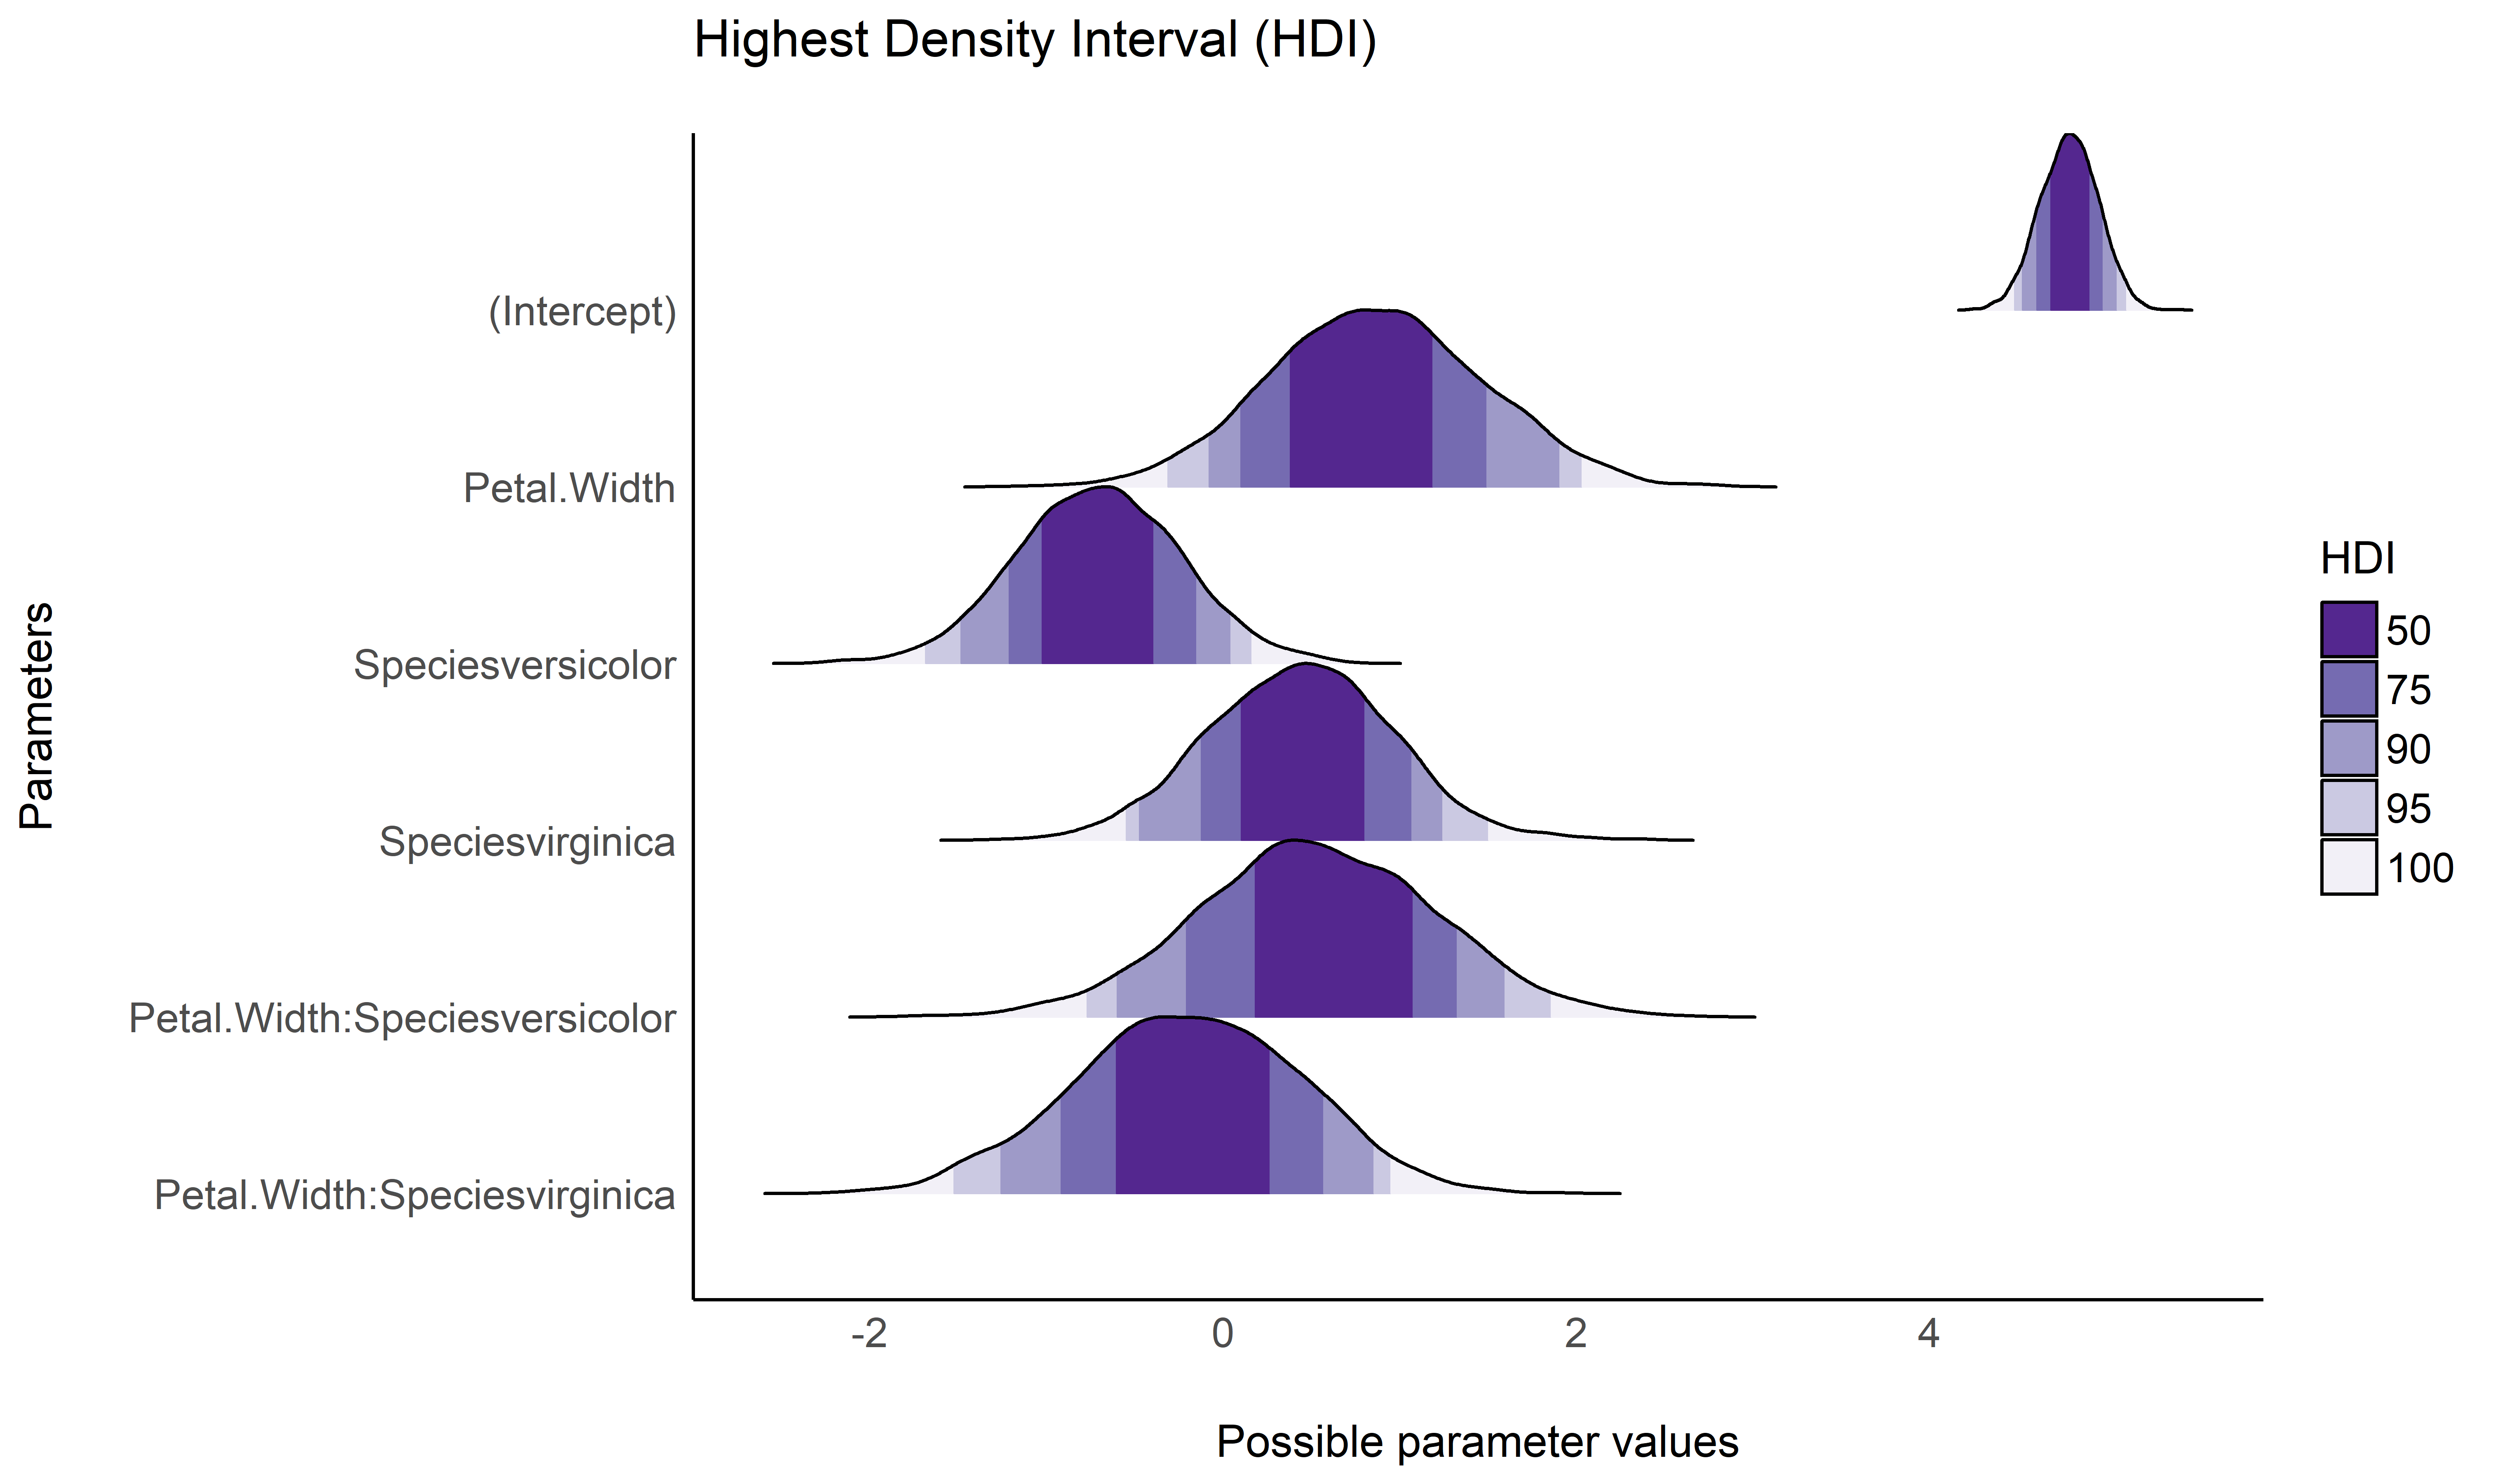 Highest Density Interval (HDI)
(Intercept)
Petal.Width
Speciesversicolor
Speciesvirginica
Petal.Width:Speciesversicolor
Petal.Width:Speciesvirginica
Parameters
-2
0
2
4
Possible parameter values
HDI
50
75
90
95
100